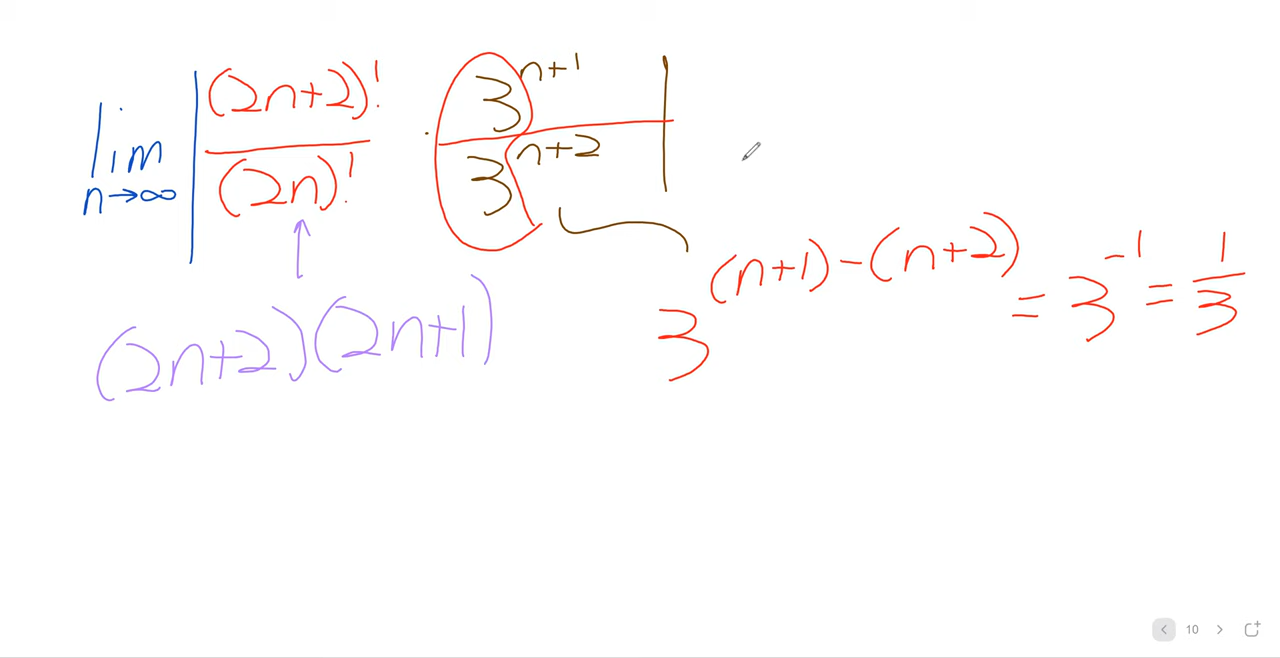 lim n→∞ | (2n+2)! / (2n)! · 3^{n+1} / 3^{n+2} |
3^{(n+1)-(n+2)} = 3^{-1} = 1/3
(2n+2)(2n+1)
10